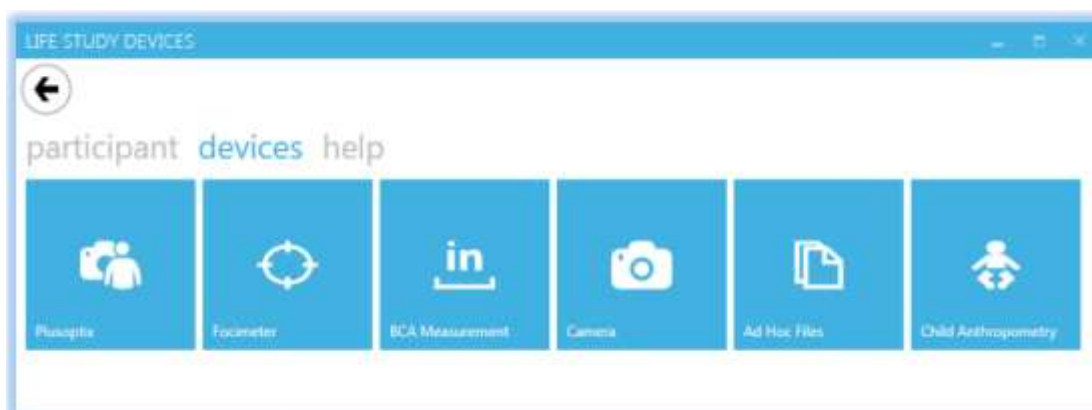 LIFE STUDY DEVICES
participant devices help
in
Plusoptix
Focimeter
BCA Measurement
Camera
Ad Hoc Files
Child Anthropometry